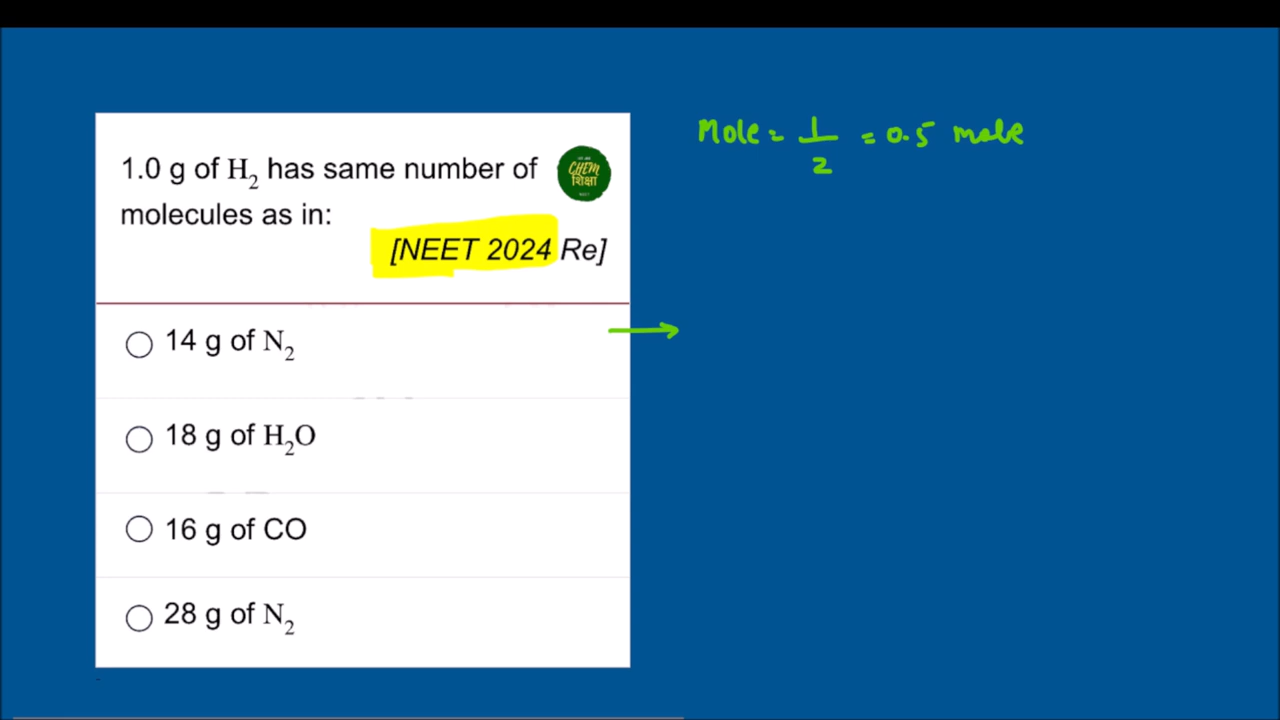 1.0 g of H₂ has same number of
molecules as in:
CHEM
शिक्षा
[NEET 2024 Re]
14 g of N₂
18 g of H₂O
16 g of CO
28 g of N₂
Mole = 1/2 = 0.5 mole